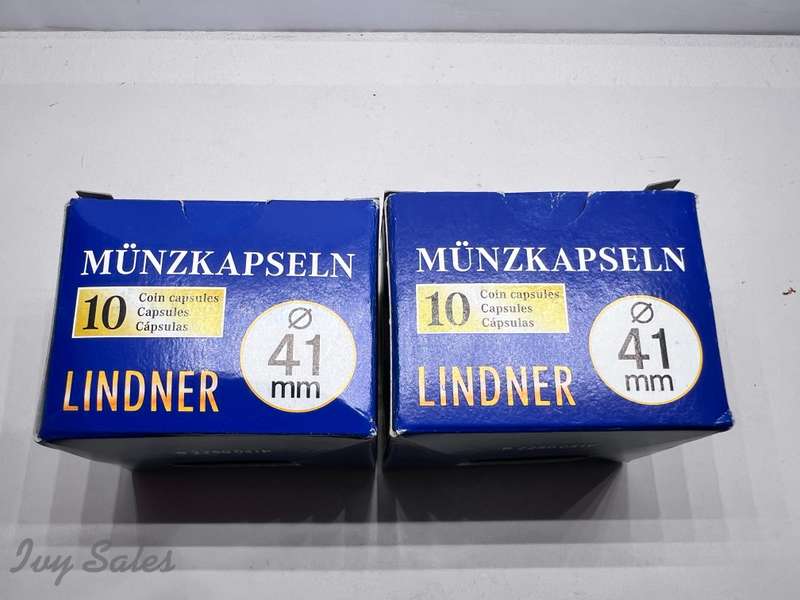 MÜNZKAPSELN
10
Coin capsules
Capsules
Cápsulas
Ø
41
mm
LINDNER
MÜNZKAPSELN
10
Coin capsules
Capsules
Cápsulas
Ø
41
mm
LINDNER
Ivy Sales